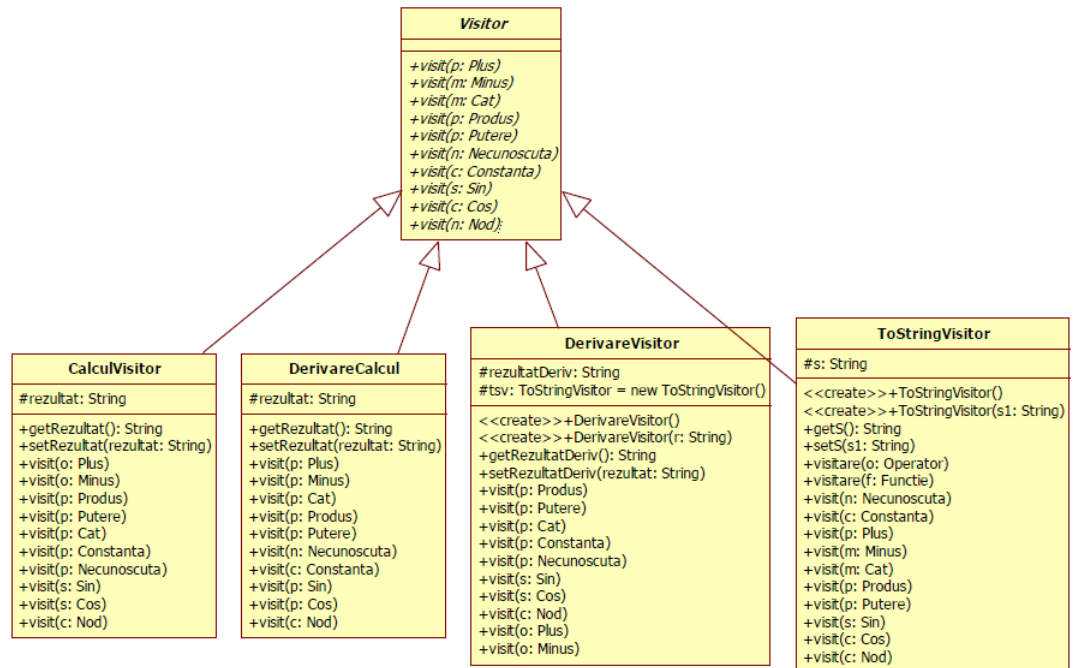 Visitor
+visit(p: Plus)
+visit(m: Minus)
+visit(m: Cat)
+visit(p: Produs)
+visit(p: Putere)
+visit(n: Necunoscuta)
+visit(c: Constanta)
+visit(s: Sin)
+visit(c: Cos)
+visit(n: Nod)
CalculVisitor
#rezultat: String
+getRezultat(): String
+setRezultat(rezultat: String)
+visit(o: Plus)
+visit(o: Minus)
+visit(p: Produs)
+visit(p: Putere)
+visit(p: Cat)
+visit(p: Constanta)
+visit(p: Necunoscuta)
+visit(s: Sin)
+visit(s: Cos)
+visit(c: Nod)
DerivareCalcul
#rezultat: String
+getRezultat(): String
+setRezultat(rezultat: String)
+visit(p: Plus)
+visit(p: Minus)
+visit(p: Cat)
+visit(p: Produs)
+visit(p: Putere)
+visit(n: Necunoscuta)
+visit(c: Constanta)
+visit(p: Sin)
+visit(p: Cos)
+visit(c: Nod)
DerivareVisitor
#rezultatDeriv: String
#tsv: ToStringVisitor = new ToStringVisitor()
<<create>>+DerivareVisitor()
<<create>>+DerivareVisitor(r: String)
+getRezultatDeriv(): String
+setRezultatDeriv(rezultat: String)
+visit(p: Produs)
+visit(p: Putere)
+visit(p: Cat)
+visit(p: Constanta)
+visit(p: Necunoscuta)
+visit(s: Sin)
+visit(s: Cos)
+visit(c: Nod)
+visit(o: Plus)
+visit(o: Minus)
ToStringVisitor
#s: String
<<create>>+ToStringVisitor()
<<create>>+ToStringVisitor(s1: String)
+getS(): String
+setS(s1: String)
+visitare(o: Operator)
+visitare(f: Functie)
+visit(n: Necunoscuta)
+visit(c: Constanta)
+visit(p: Plus)
+visit(m: Minus)
+visit(m: Cat)
+visit(p: Produs)
+visit(p: Putere)
+visit(s: Sin)
+visit(c: Cos)
+visit(c: Nod)